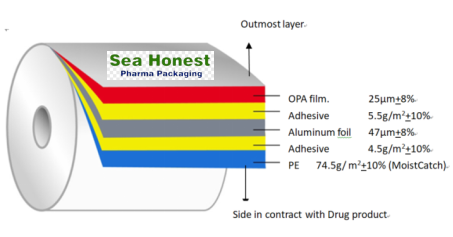 Outmost layer
Sea Honest
Pharma Packaging
OPA film. 25μm±8%
Adhesive 5.5g/m²±10%
Aluminum foil 47μm±8%
Adhesive 4.5g/m²±10%
PE 74.5g/ m²±10% (MoistCatch)
Side in contract with Drug product